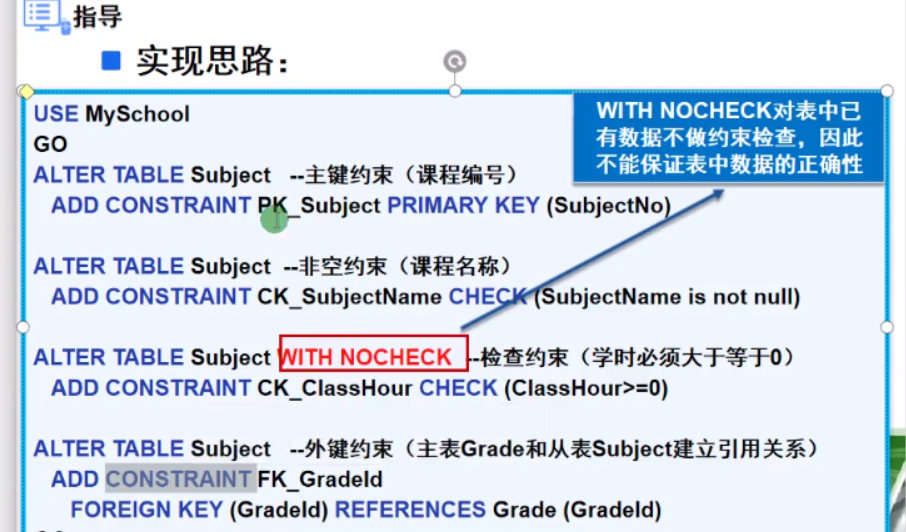 指导
实现思路：
USE MySchool
GO
ALTER TABLE Subject --主键约束（课程编号）
ADD CONSTRAINT PK_Subject PRIMARY KEY (SubjectNo)
ALTER TABLE Subject --非空约束（课程名称）
ADD CONSTRAINT CK_SubjectName CHECK (SubjectName is not null)
ALTER TABLE Subject WITH NOCHECK --检查约束（学时必须大于等于0）
ADD CONSTRAINT CK_ClassHour CHECK (ClassHour>=0)
ALTER TABLE Subject --外键约束（主表Grade和从表Subject建立引用关系）
ADD CONSTRAINT FK_GradeId
FOREIGN KEY (GradeId) REFERENCES Grade (GradeId)
WITH NOCHECK对表中已
有数据不做约束检查，因此
不能保证表中数据的正确性